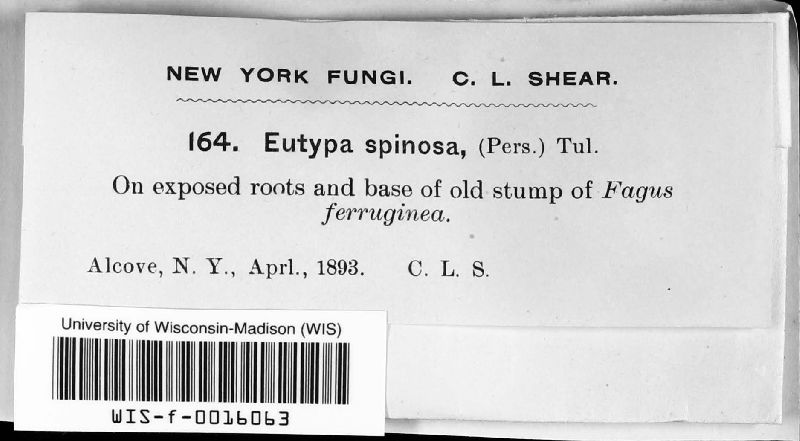 NEW YORK FUNGI. C. L. SHEAR.
164. Eutypa spinosa, (Pers.) Tul.
On exposed roots and base of old stump of Fagus
ferruginea.
Alcove, N. Y., Aprl., 1893. C. L. S.
University of Wisconsin-Madison (WIS)
WIS-f-0016063